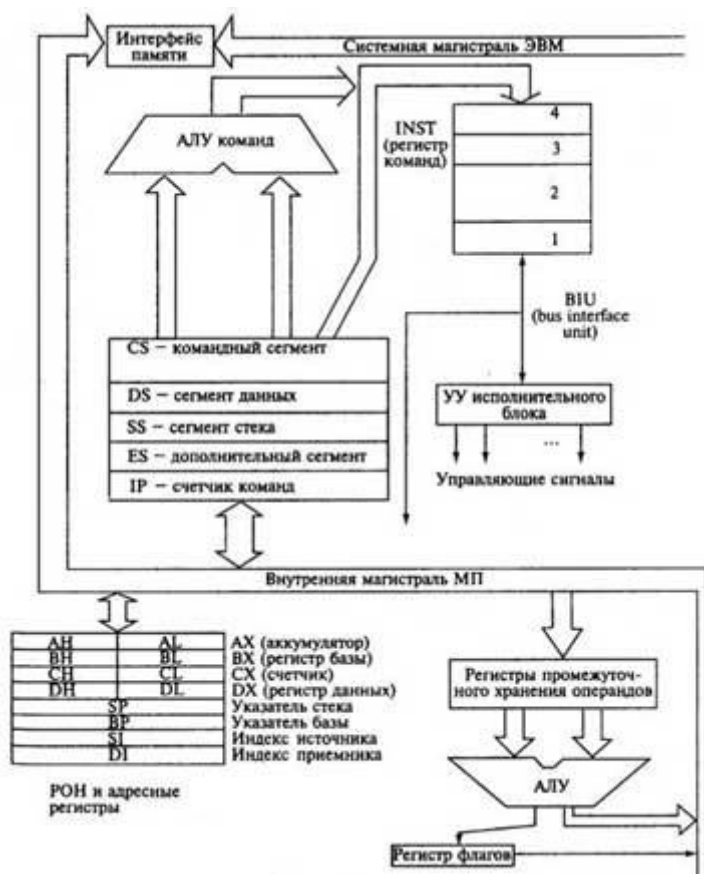 Интерфейс
памяти
Системная магистраль ЭВМ
АЛУ команд
INST
(регистр
команд)
4
3
2
1
BIU
(bus interface
unit)
CS – командный сегмент
DS – сегмент данных
SS – сегмент стека
ES – дополнительный сегмент
IP – счетчик команд
УУ исполнительного
блока
...
Управляющие сигналы
Внутренняя магистраль МП
AH AL AX (аккумулятор)
BH BL BX (регистр базы)
CH CL CX (счетчик)
DH DL DX (регистр данных)
SP Указатель стека
BP Указатель базы
SI Индекс источника
DI Индекс приемника
РОН и адресные
регистры
Регистры промежуточ-
ного хранения операндов
АЛУ
Регистр флагов